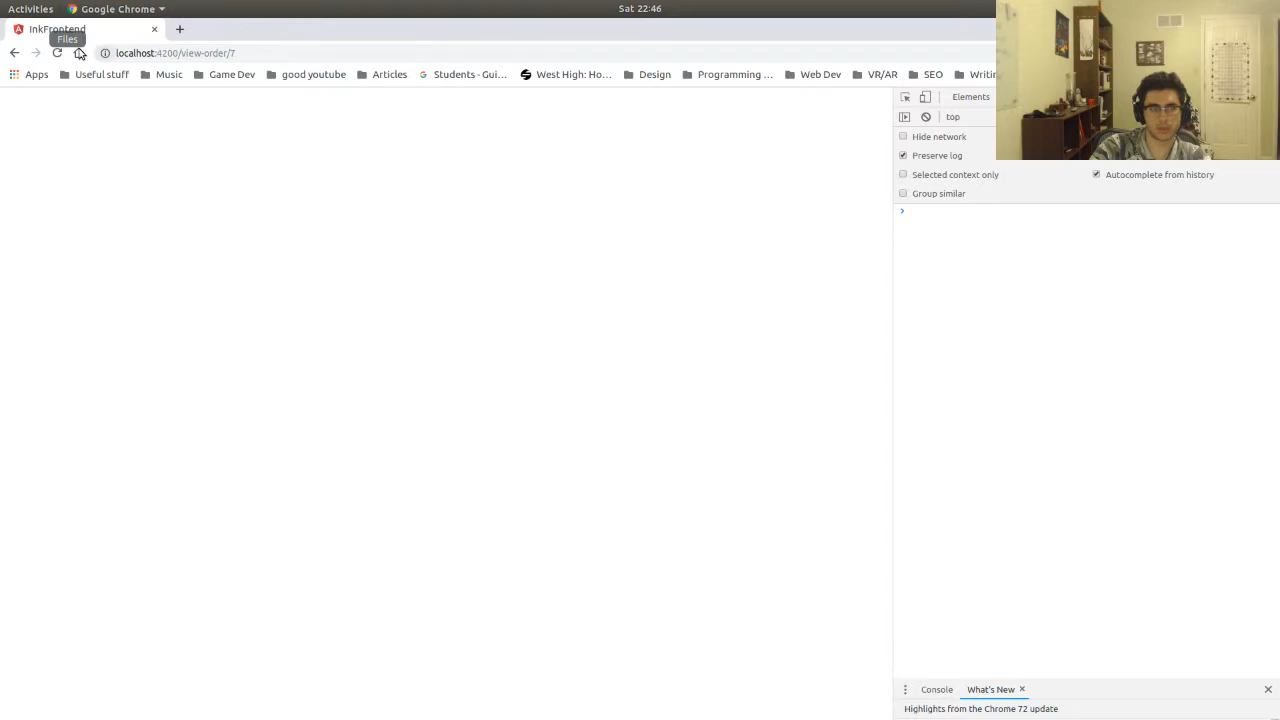 Activities Google Chrome Sat 22:46
InkFrontend
Files
localhost:4200/view-order/7
Apps Useful stuff Music Game Dev good youtube Articles Students - Gui... West High: Ho... Design Programming ... Web Dev VR/AR SEO Writin
Elements
top
Hide network
Preserve log
Selected context only Autocomplete from history
Group similar
Console What's New
Highlights from the Chrome 72 update